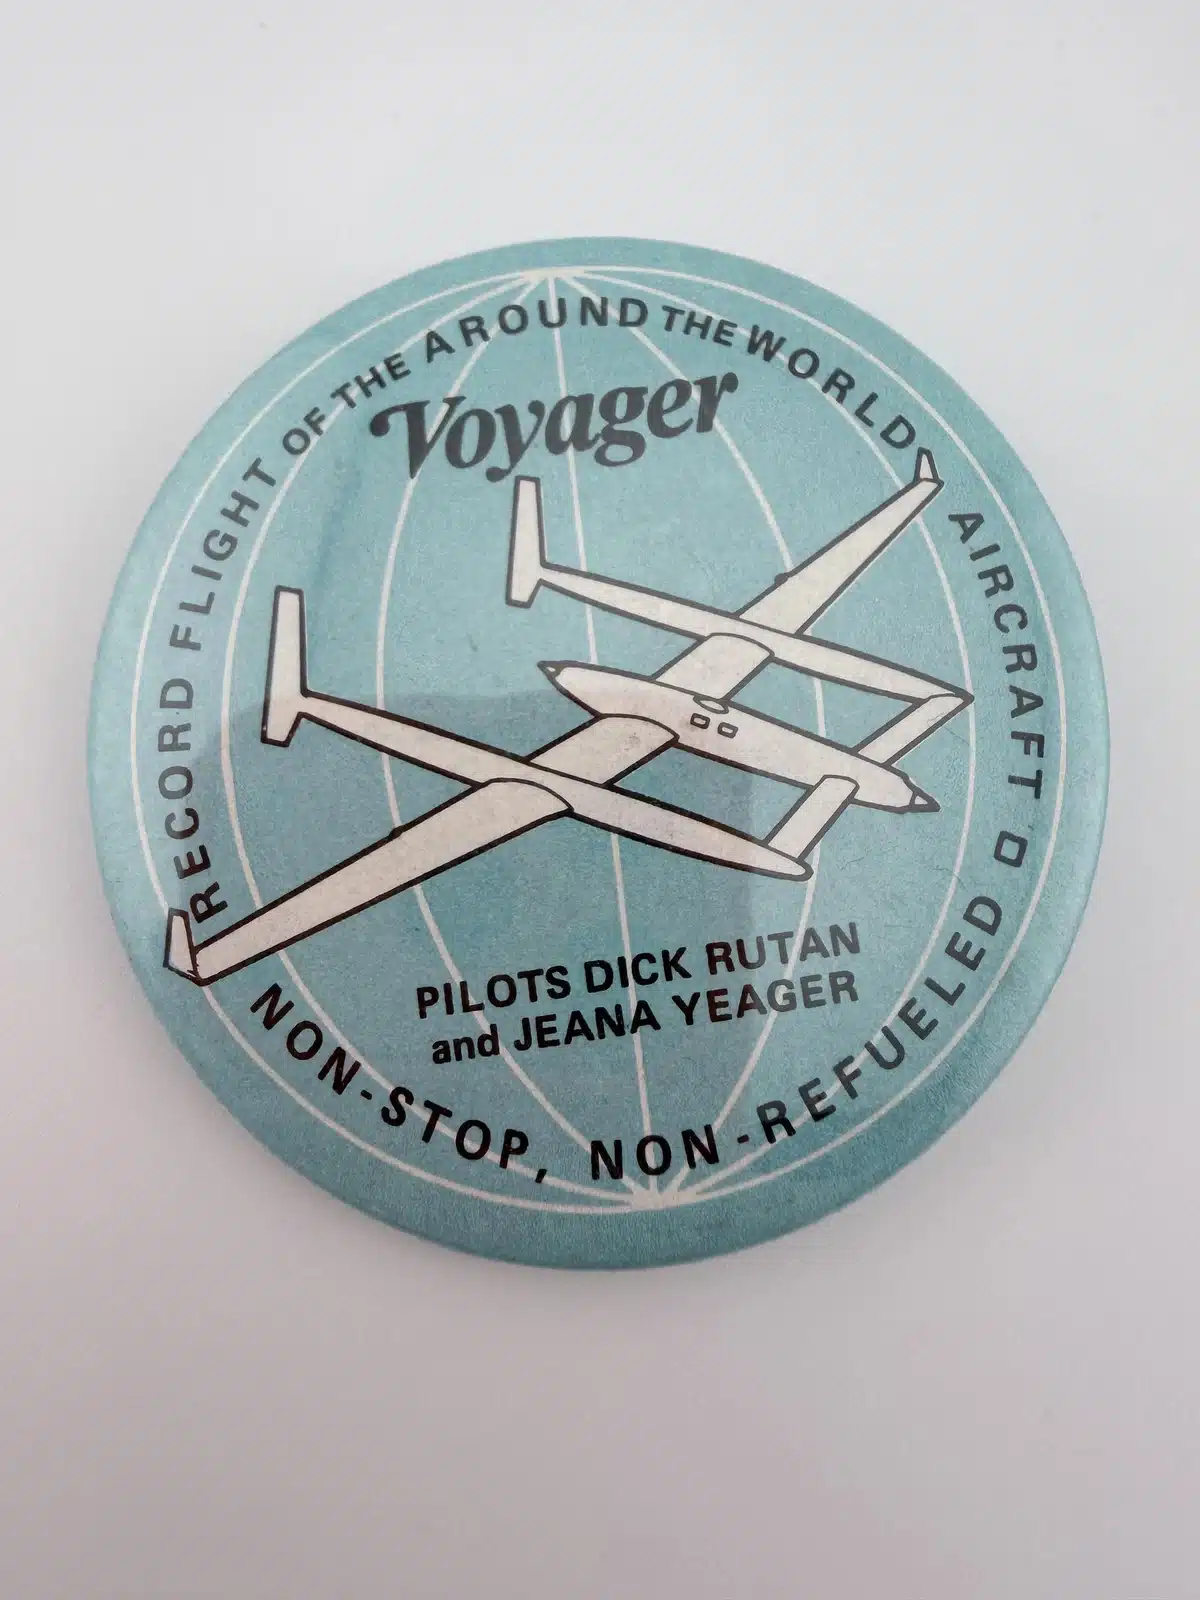 RECORD FLIGHT OF THE AROUND THE WORLD AIRCRAFT
Voyager
PILOTS DICK RUTAN
and JEANA YEAGER
NON-STOP, NON-REFUELED